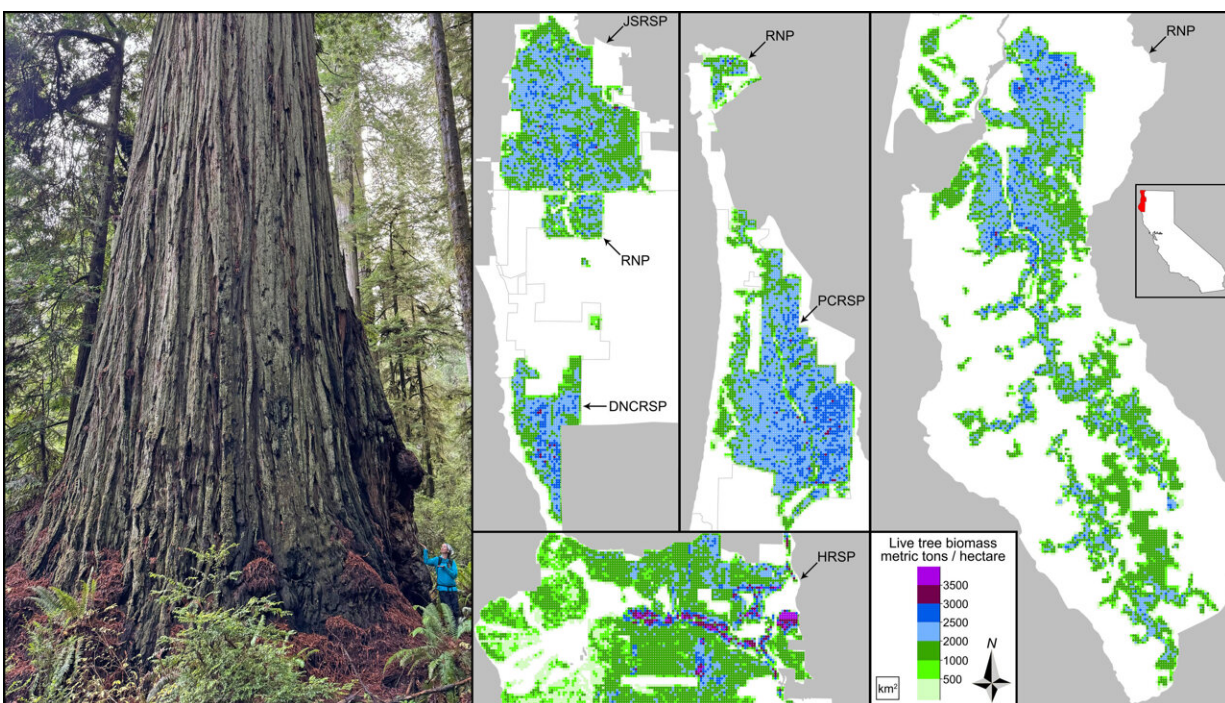 JSRSP
RNP
DNCRSP
RNP
PCRSP
RNP
HRSP
Live tree biomass
metric tons / hectare
3500
3000
2500
2000
1000
500
km²
N